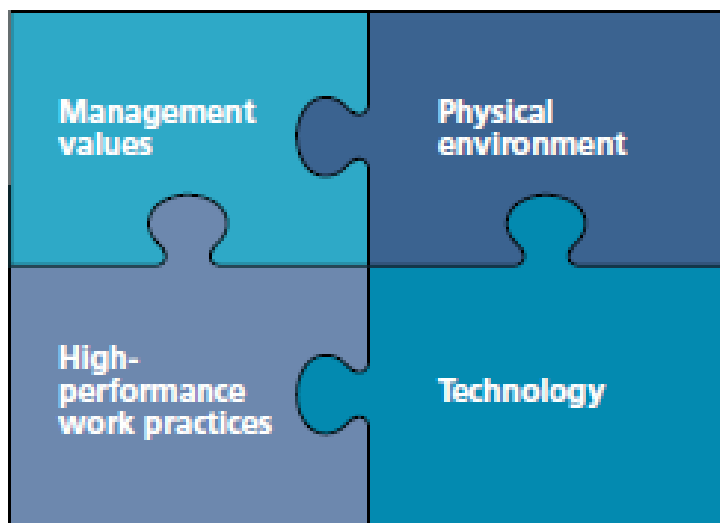 Management
values
Physical
environment
High-
performance
work practices
Technology